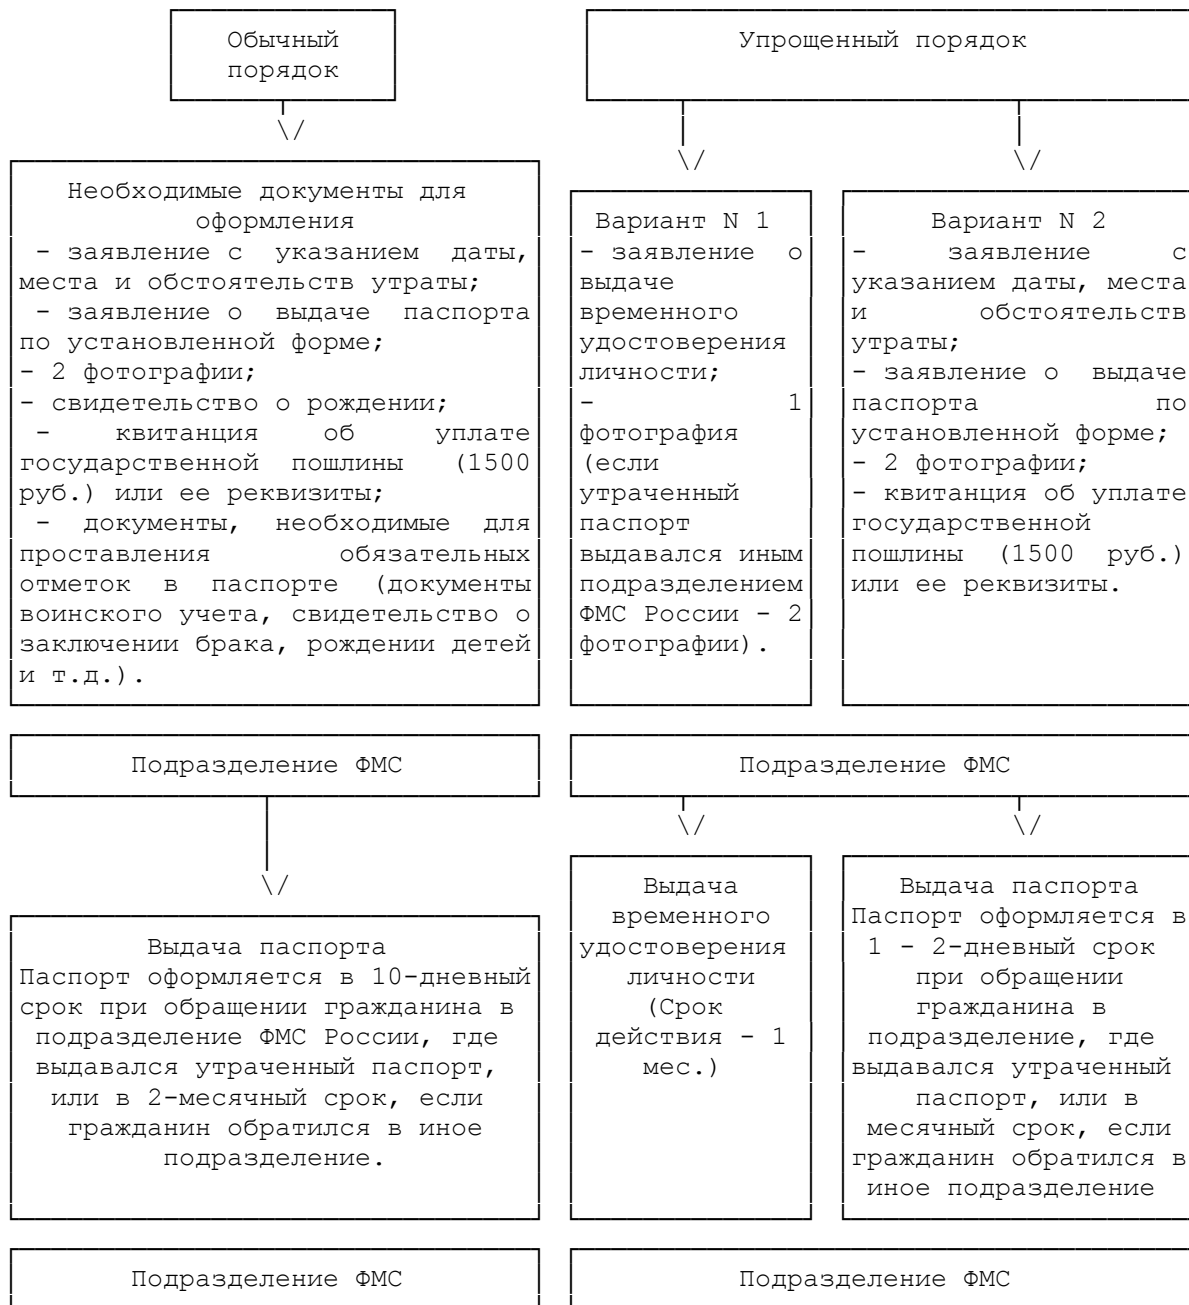 Обычный
порядок
Упрощенный порядок
\/
\/
\/
Необходимые документы для
оформления
- заявление с указанием даты,
места и обстоятельств утраты;
- заявление о выдаче паспорта
по установленной форме;
- 2 фотографии;
- свидетельство о рождении;
- квитанция об уплате
государственной пошлины (1500
руб.) или ее реквизиты;
- документы, необходимые для
проставления обязательных
отметок в паспорте (документы
воинского учета, свидетельство о
заключении брака, рождении детей
и т.д.).
Вариант N 1
- заявление о
выдаче
временного
удостоверения
личности;
- 1
фотография
(если
утраченный
паспорт
выдавался иным
подразделением
ФМС России - 2
фотографии).
Вариант N 2
- заявление с
указанием даты, места
и обстоятельств
утраты;
- заявление о выдаче
паспорта по
установленной форме;
- 2 фотографии;
- квитанция об уплате
государственной
пошлины (1500 руб.)
или ее реквизиты.
Подразделение ФМС
Подразделение ФМС
\/
\/
\/
Выдача паспорта
Паспорт оформляется в 10-дневный
срок при обращении гражданина в
подразделение ФМС России, где
выдавался утраченный паспорт,
или в 2-месячный срок, если
гражданин обратился в иное
подразделение.
Выдача
временного
удостоверения
личности
(Срок
действия - 1
мес.)
Выдача паспорта
Паспорт оформляется в
1 - 2-дневный срок
при обращении
гражданина в
подразделение, где
выдавался утраченный
паспорт, или в
месячный срок, если
гражданин обратился в
иное подразделение
Подразделение ФМС
Подразделение ФМС